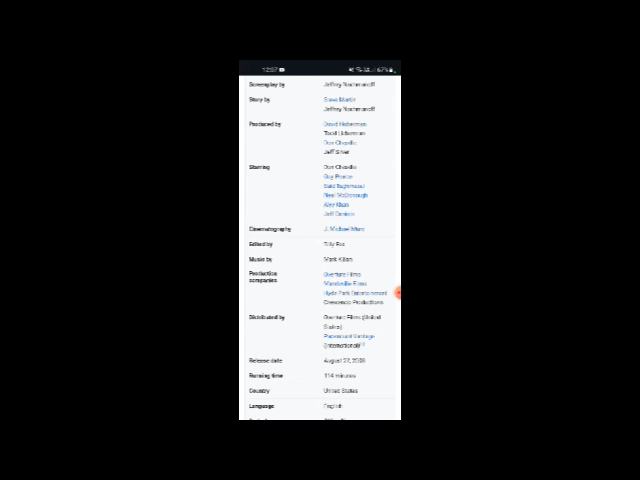 12:57 67%
Screenplay by Jeffrey Nachmanoff
Story by Steve Martin
Jeffrey Nachmanoff
Produced by David Hoberman
Todd Lieberman
Don Cheadle
Jeff Silver
Starring Don Cheadle
Guy Pearce
Saïd Taghmaoui
Neal McDonough
Aly Khan
Jeff Daniels
Cinematography J. Michael Muro
Edited by Billy Fox
Music by Mark Kilian
Production Overture Films
companies Mandeville Films
Hyde Park Entertainment
Crescendo Productions
Distributed by Overture Films (United
States)
Paramount Vantage
(International)
Release date August 27, 2008
Running time 114 minutes
Country United States
Language English